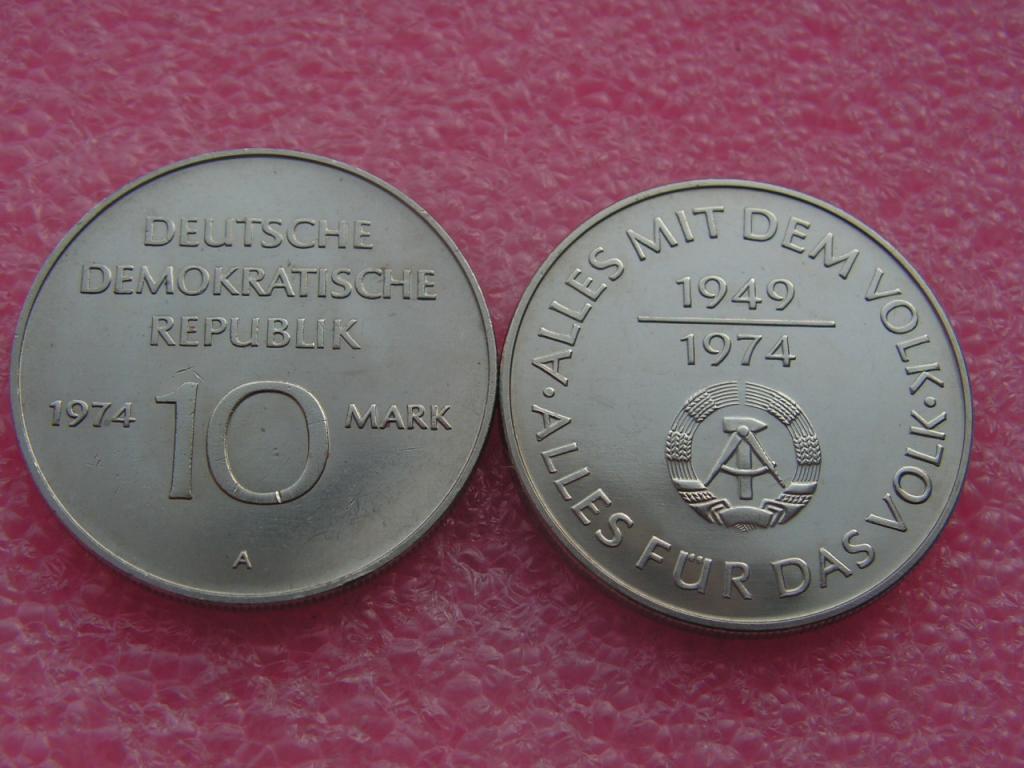 DEUTSCHE
DEMOKRATISCHE
REPUBLIK
1974 10 MARK
A
ALLES MIT DEM VOLK · ALLES FÜR DAS VOLK ·
1949
1974